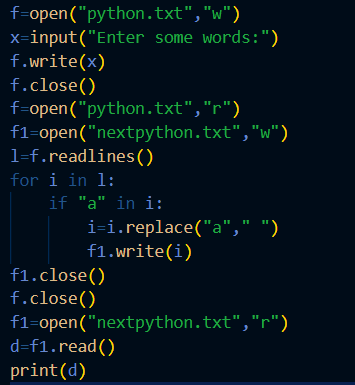 f=open("python.txt","w")
x=input("Enter some words:")
f.write(x)
f.close()
f=open("python.txt","r")
f1=open("nextpython.txt","w")
l=f.readlines()
for i in l:
    if "a" in i:
        i=i.replace("a"," ")
        f1.write(i)
f1.close()
f.close()
f1=open("nextpython.txt","r")
d=f1.read()
print(d)